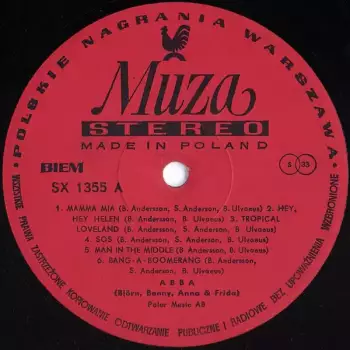 • POLSKIE NAGRANIA WARSZAWA •
Muza
STEREO
MADE IN POLAND
BIEM
SX 1355 A
1 33
1. MAMMA MIA (B. Andersson, S. Anderson, B. Ulvaeus) 2. HEY,
HEY HELEN (B. Andersson, B. Ulvaeus) 3. TROPICAL
LOVELAND (B. Andersson, S. Anderson, B. Ulvaeus)
4. SOS (B. Andersson, S. Anderson, B. Ulvaeus)
5. MAN IN THE MIDDLE (B. Andersson, B. Ulvaeus)
6. BANG-A-BOOMERANG (B. Andersson,
S. Anderson, B. Ulvaeus)
ABBA
(Björn, Benny, Anna & Frida)
Polar Music AB
WSZELKIE PRAWA ZASTRZEŻONE KOPIOWANIE ODTWARZANIE PUBLICZNE I RADIOWE BEZ UPOWAŻNIENIA WZBRONIONE